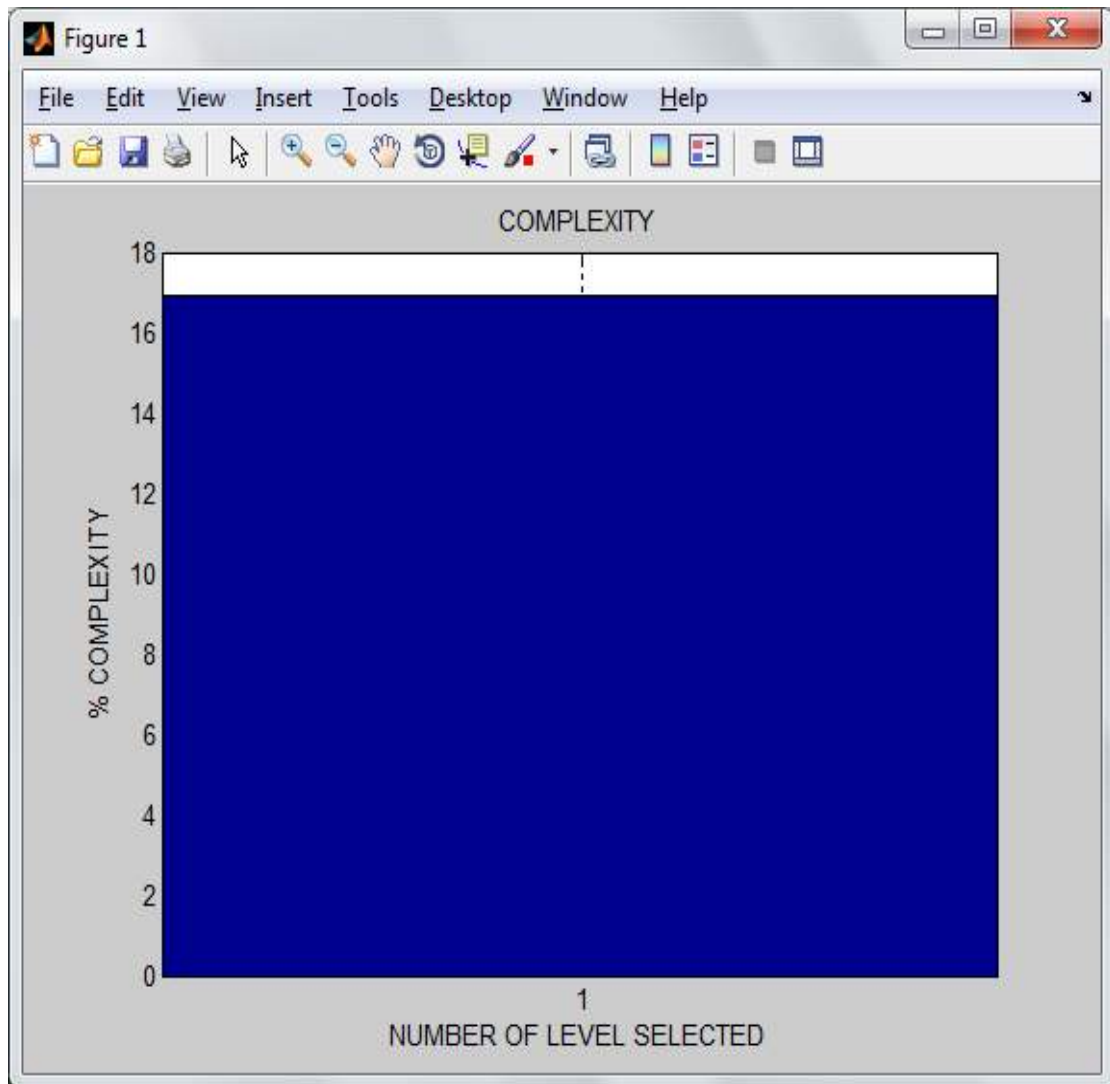 Figure 1
File Edit View Insert Tools Desktop Window Help
COMPLEXITY
18
16
14
12
10
8
6
4
2
0
% COMPLEXITY
1
NUMBER OF LEVEL SELECTED